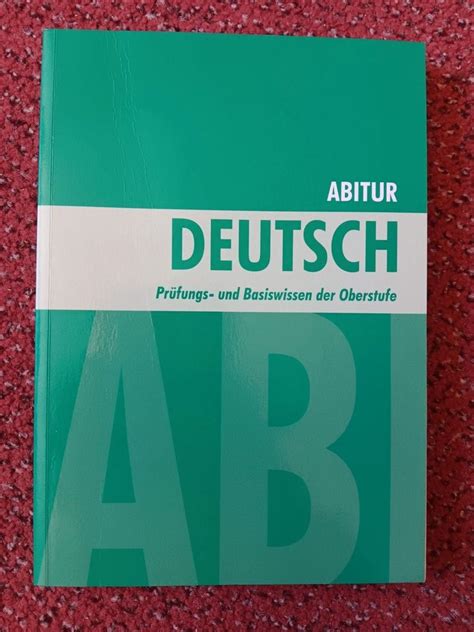 ABITUR
DEUTSCH
Prüfungs- und Basiswissen der Oberstufe
ABI